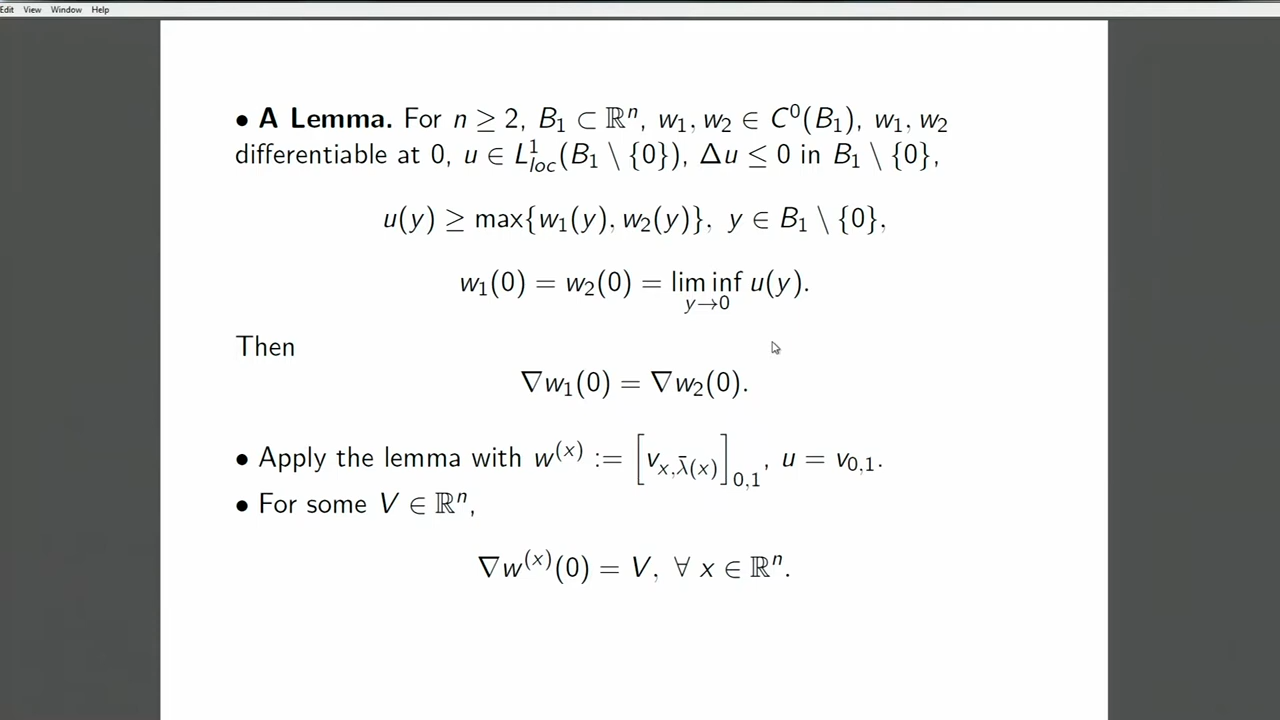 Edit View Window Help
• A Lemma. For n ≥ 2, B₁ ⊂ ℝⁿ, w₁, w₂ ∈ C⁰(B₁), w₁, w₂
differentiable at 0, u ∈ L¹_loc(B₁ \ {0}), Δu ≤ 0 in B₁ \ {0},
u(y) ≥ max{w₁(y), w₂(y)}, y ∈ B₁ \ {0},
w₁(0) = w₂(0) = lim inf_{y→0} u(y).
Then
∇w₁(0) = ∇w₂(0).
• Apply the lemma with w^(x) := [v_{x,λ̄(x)}]_{0,1}, u = v_{0,1}.
• For some V ∈ ℝⁿ,
∇w^(x)(0) = V, ∀ x ∈ ℝⁿ.